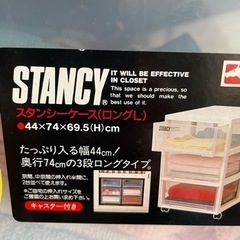 STANCY
IT WILL BE EFFECTIVE
IN CLOSET
This space is a precious, so
that we should make the
best use of it.
スタンシーケース(ロングL)
●44×74×69.5(H)cm
たっぷり入る幅44cm!
奥行74cmの3段ロングタイプ。
キャスター付き
STANCY